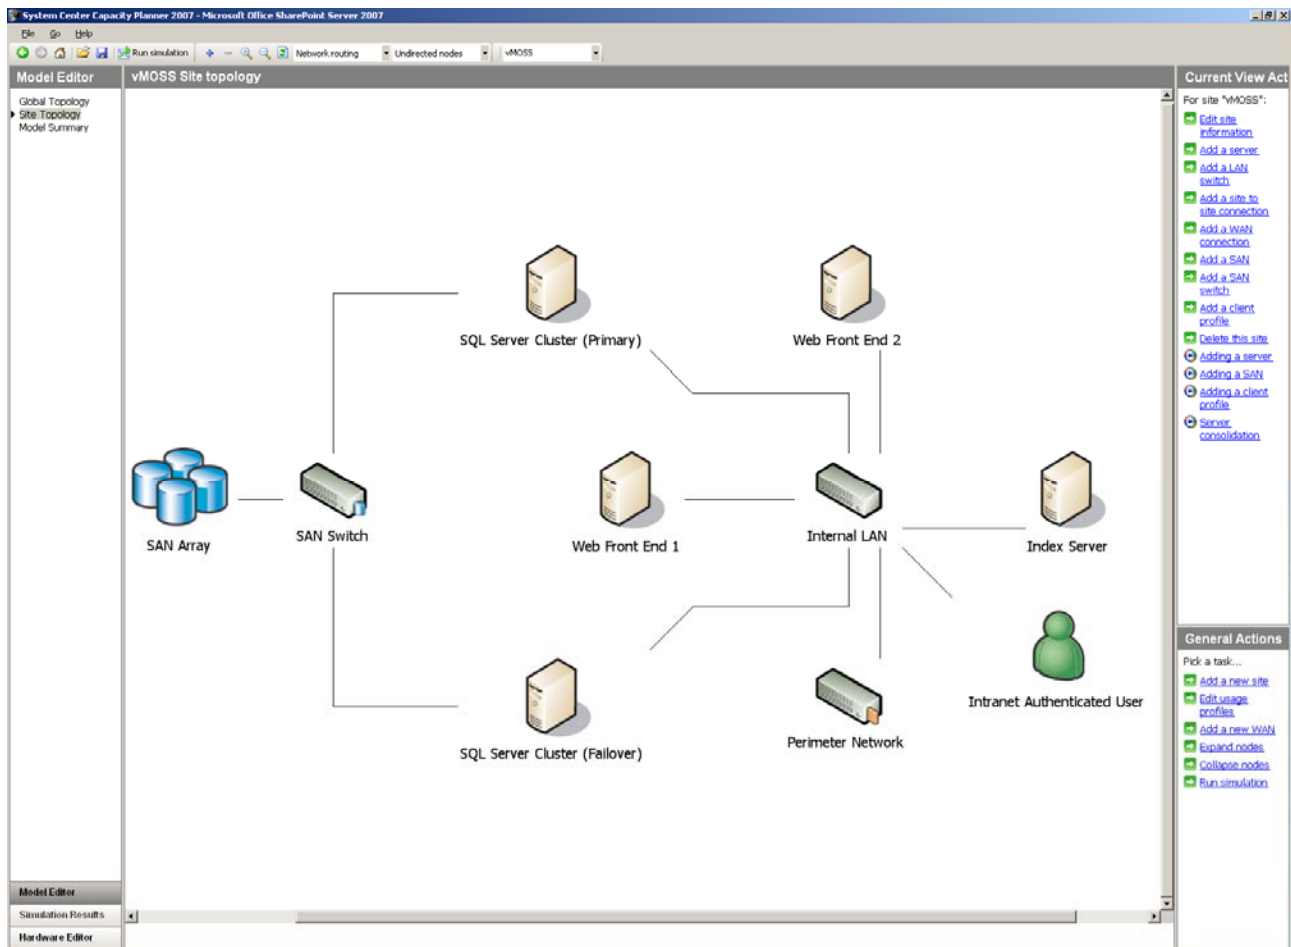 System Center Capacity Planner 2007 - Microsoft Office SharePoint Server 2007
File Go Help
Run simulation Network routing Undirected nodes vMOSS
Model Editor
Global Topology
Site Topology
Model Summary
vMOSS Site topology
SQL Server Cluster (Primary)
Web Front End 2
SAN Array
SAN Switch
Web Front End 1
Internal LAN
Index Server
Intranet Authenticated User
SQL Server Cluster (Failover)
Perimeter Network
Current View Act
For site "vMOSS":
Edit site
information
Add a server
Add a LAN
switch
Add a site to
site connection
Add a WAN
connection
Add a SAN
Add a SAN
switch
Add a client
profile
Delete this site
Adding a server
Adding a SAN
Adding a client
profile
Server
consolidation
General Actions
Pick a task...
Add a new site
Edit usage
profiles
Add a new WAN
Expand nodes
Collapse nodes
Run simulation
Model Editor
Simulation Results
Hardware Editor